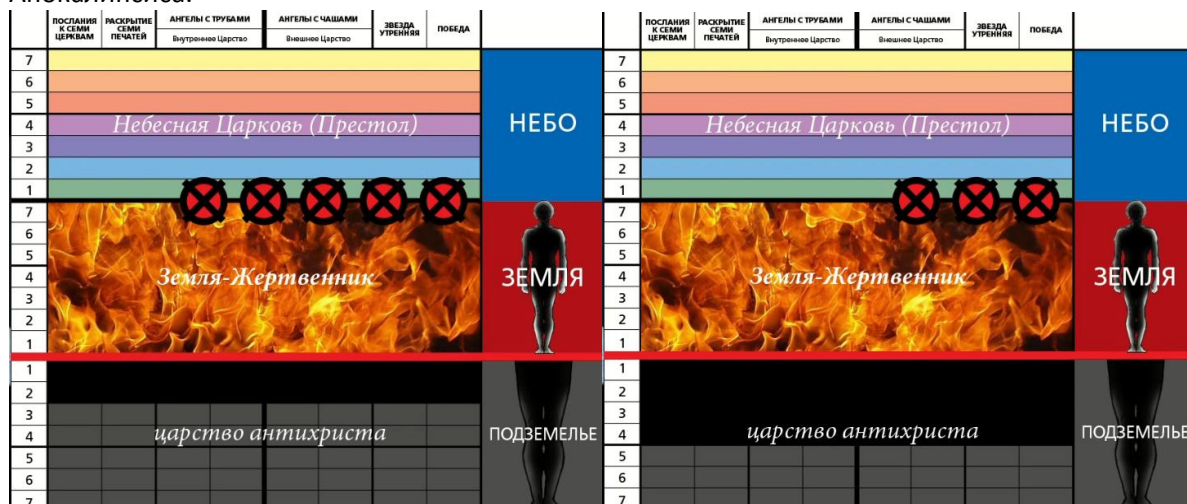 Апокалипсиса.
ПОСЛАНИЯ К СЕМИ ЦЕРКВАМ
РАСКРЫТИЕ СЕМИ ПЕЧАТЕЙ
АНГЕЛЫ С ТРУБАМИ
Внутреннее Царство
АНГЕЛЫ С ЧАШАМИ
Внешнее Царство
ЗВЕЗДА УТРЕННЯЯ
ПОБЕДА
7
6
5
4
3
2
1
Небесная Царковь (Престол)
НЕБО
7
6
5
4
3
2
1
Земля-Жертвенник
ЗЕМЛЯ
1
2
3
4
5
6
7
царство антихриста
ПОДЗЕМЕЛЬЕ
ПОСЛАНИЯ К СЕМИ ЦЕРКВАМ
РАСКРЫТИЕ СЕМИ ПЕЧАТЕЙ
АНГЕЛЫ С ТРУБАМИ
Внутреннее Царство
АНГЕЛЫ С ЧАШАМИ
Внешнее Царство
ЗВЕЗДА УТРЕННЯЯ
ПОБЕДА
7
6
5
4
3
2
1
Небесная Царковь (Престол)
НЕБО
7
6
5
4
3
2
1
Земля-Жертвенник
ЗЕМЛЯ
1
2
3
4
5
6
7
царство антихриста
ПОДЗЕМЕЛЬЕ